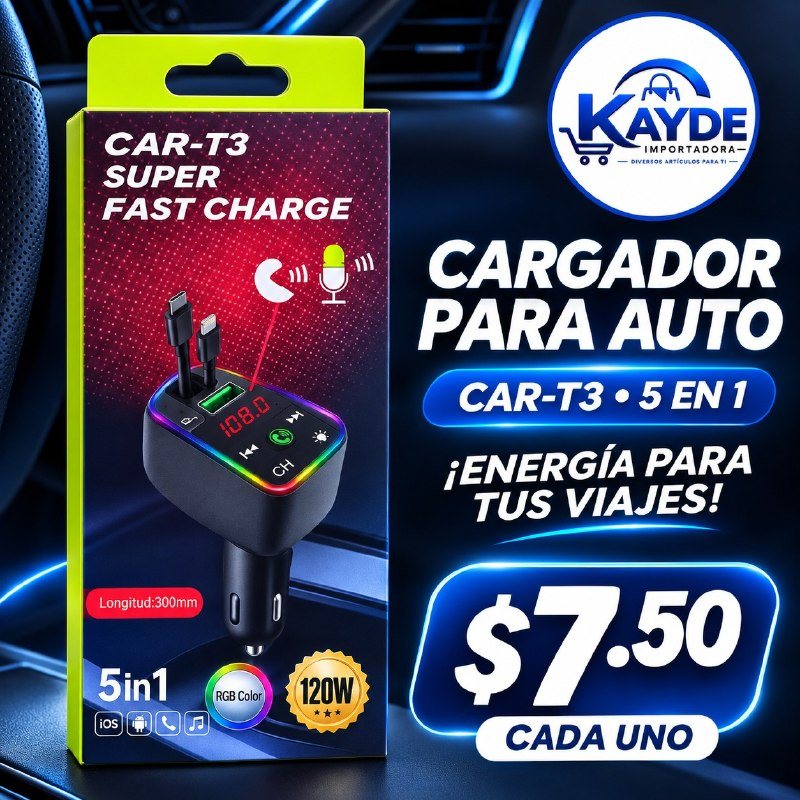 CAR-T3
SUPER
FAST CHARGE
108.0
CH
Longitud:300mm
5in1
RGB Color
120W
iOS
KAYDE
IMPORTADORA
DIVERSOS ARTÍCULOS PARA TI
CARGADOR
PARA AUTO
CAR-T3 • 5 EN 1
¡ENERGÍA PARA
TUS VIAJES!
$7.50
CADA UNO